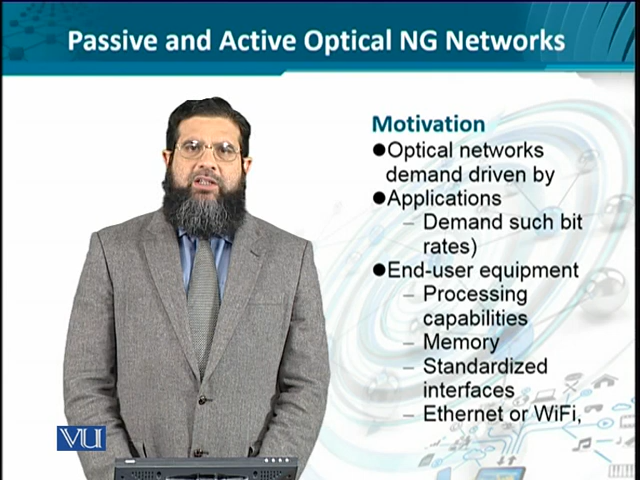 Passive and Active Optical NG Networks
Motivation
●Optical networks
demand driven by
●Applications
– Demand such bit
rates)
●End-user equipment
– Processing
capabilities
– Memory
– Standardized
interfaces
– Ethernet or WiFi,
VU